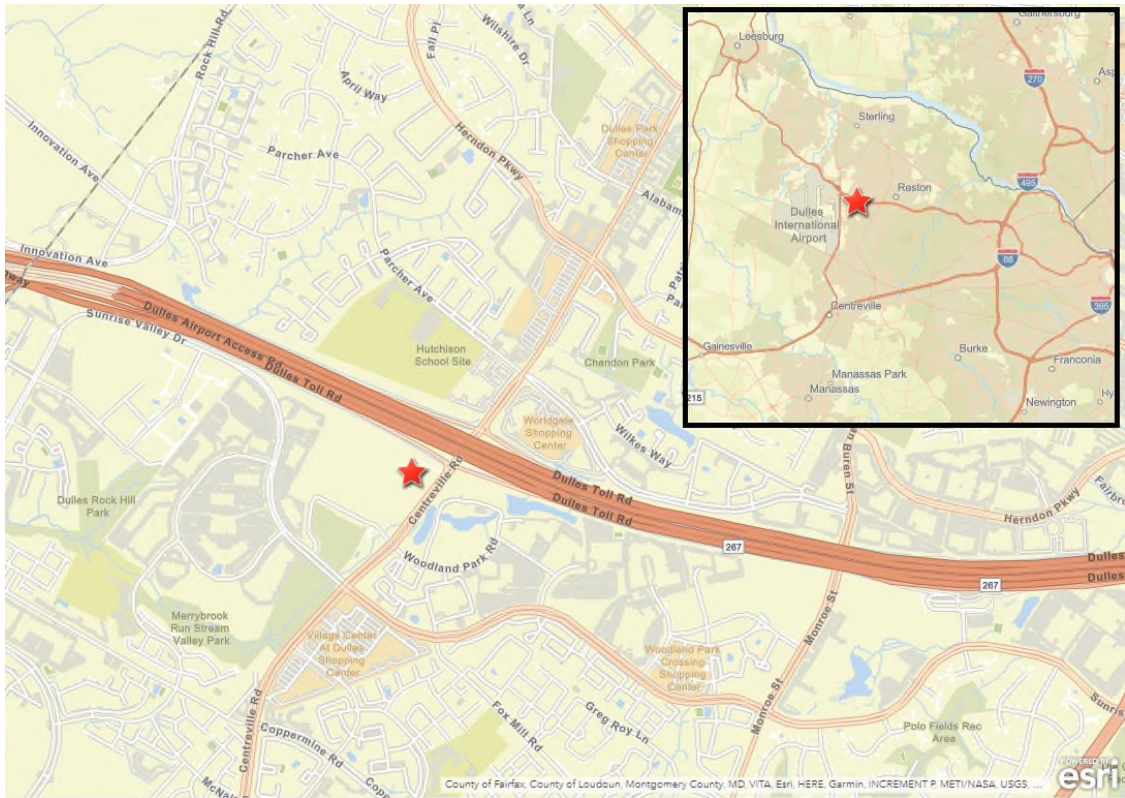 Rock Hill Rd
Fall Pl
Wilshire Dr
April Way
Innovation Ave
Parcher Ave
Herndon Pkwy
Dulles Park
Shopping
Center
Innovation Ave
Parcher Ave
Sunrise Valley Dr
Dulles Airport Access Rd
Dulles Toll Rd
Hutchison
School Site
Chandon Park
Worldgate
Shopping
Center
Wilkes Way
Centreville Rd
Dulles Toll Rd
Dulles Toll Rd
267
267
Dulles
Dulles
Herndon Pkwy
Dulles Rock Hill
Park
Woodland Park Rd
Merrybrook
Run Stream
Valley Park
Village Center
At Dulles
Shopping
Center
Woodland Park
Crossing
Shopping
Center
Monroe St
Monroe St
Centreville Rd
Coppermine Rd
Fox Mill Rd
Greg Roy Ln
Polo Fields Rec
Area
Leesburg
270
Sterling
495
Reston
Dulles
International
Airport
66
Centreville
395
Gainesville
Burke
Franconia
Manassas Park
Manassas
215
Newington
County of Fairfax, County of Loudoun, Montgomery County, MD, VITA, Esri, HERE, Garmin, INCREMENT P, METI/NASA, USGS, ...
POWERED BY
esri